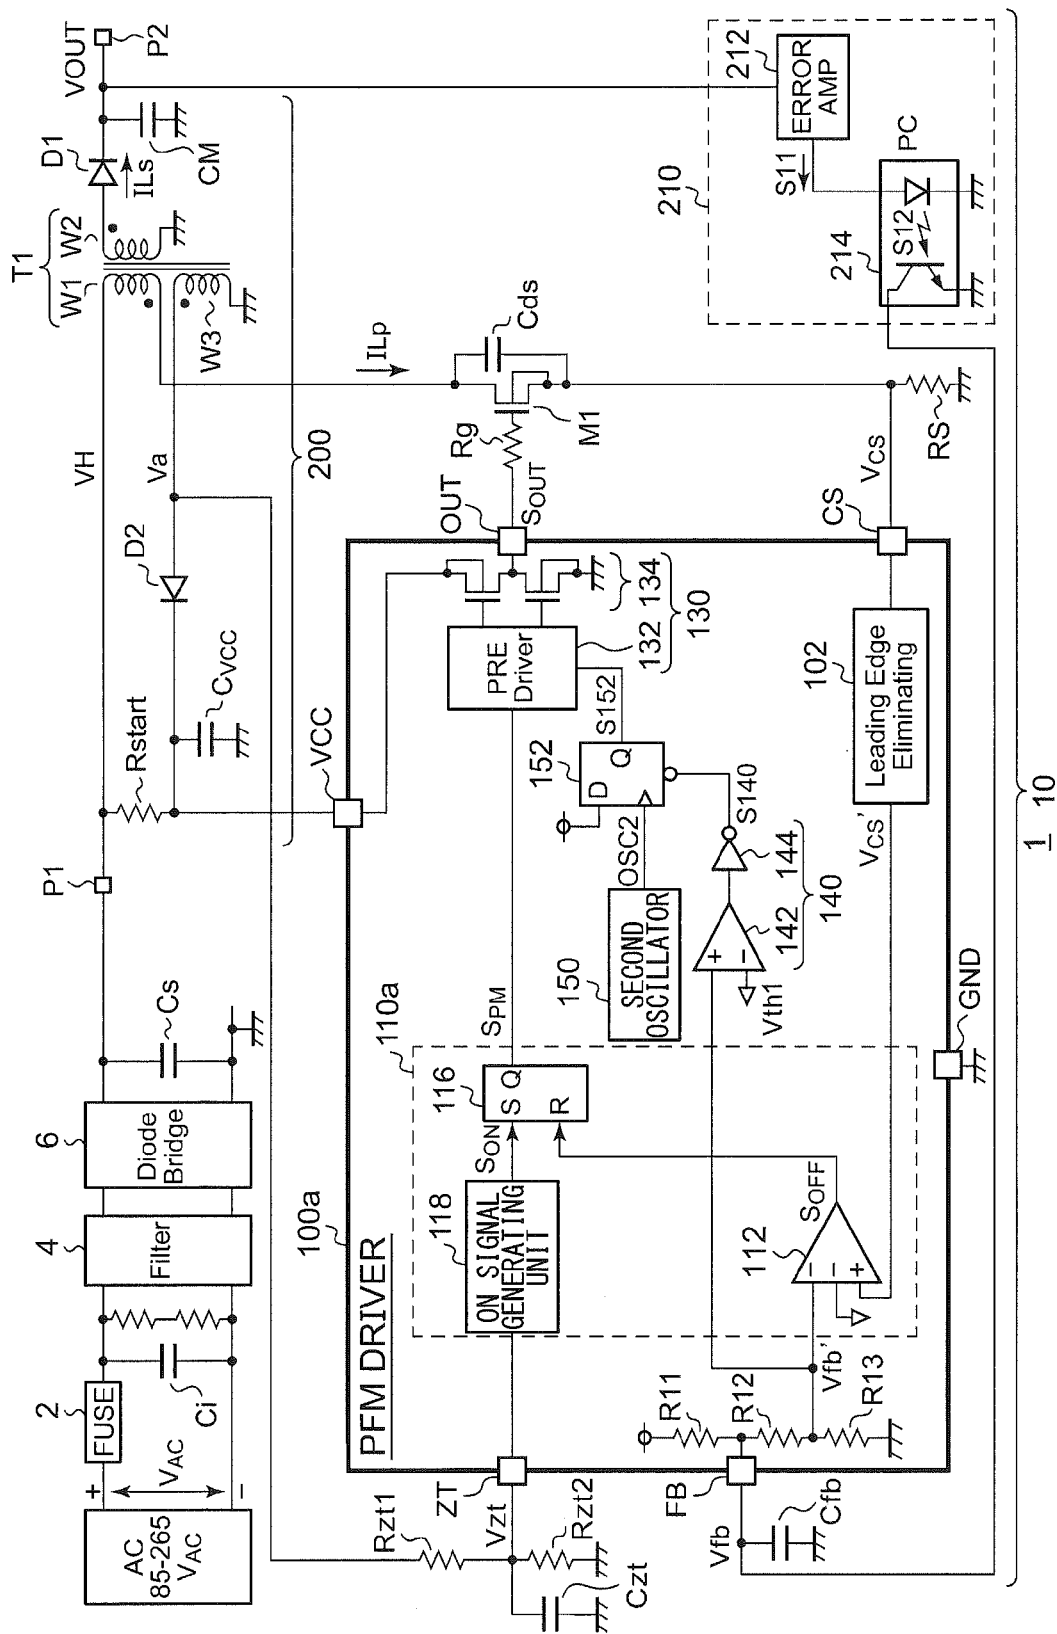 AC
85-265
VAC
+
VAC
−
2
FUSE
Ci
4
Filter
6
Diode
Bridge
Cs
P1
Rstart
CVCC
D2
VH
Va
200
T1
W1
W2
W3
D1
ILs
CM
VOUT
P2
ILp
Cds
Rg
M1
RS
VCS
210
212
ERROR
AMP
S11
PC
214
S12
Rzt1
Vzt
Rzt2
Czt
ZT
FB
Vfb
Cfb
100a
PFM DRIVER
VCC
OUT
SOUT
CS
GND
110a
118
ON SIGNAL
GENERATING
UNIT
SON
116
S
Q
R
SPM
R11
R12
R13
Vfb'
112
−
−
+
SOFF
150
SECOND
OSCILLATOR
OSC2
152
D
Q
S152
+
−
Vth1
142
144
140
S140
PRE
Driver
132
134
130
102
Leading Edge
Eliminating
VCS'
1
10